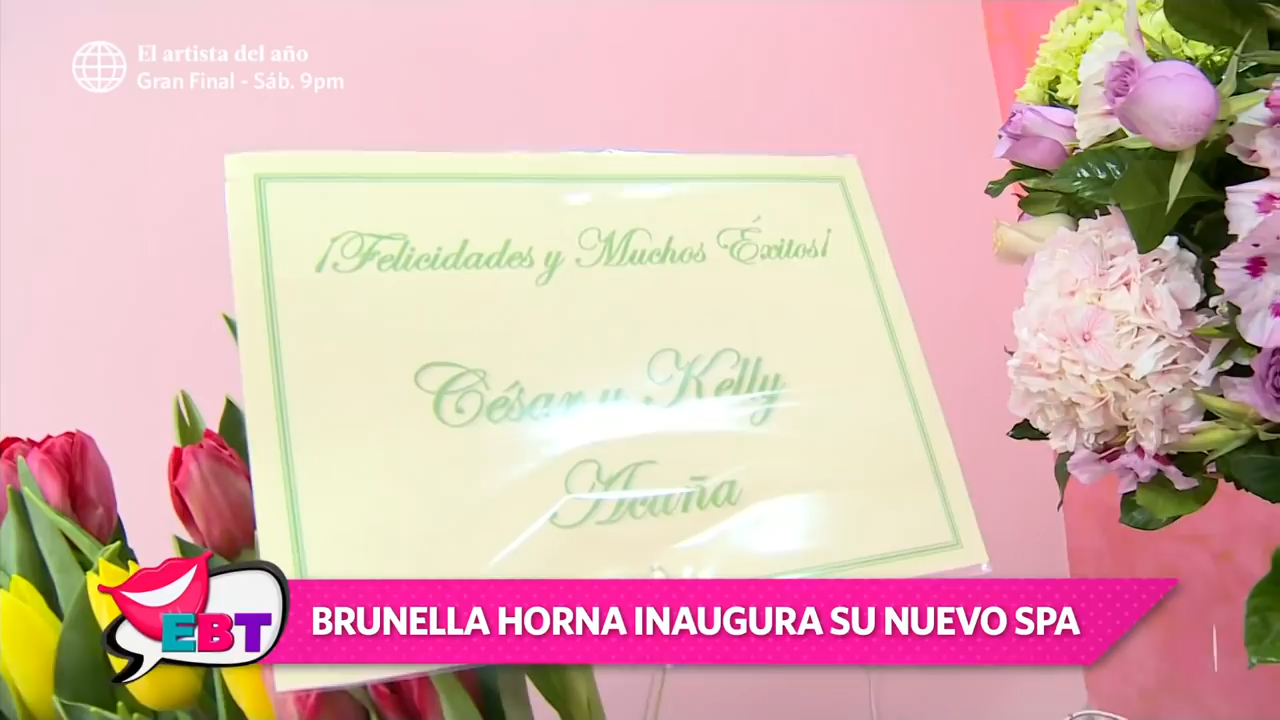 El artista del año
Gran Final - Sáb. 9pm
¡Felicidades y Muchos Éxitos!
César y Kelly
Acuña
EBT
BRUNELLA HORNA INAUGURA SU NUEVO SPA